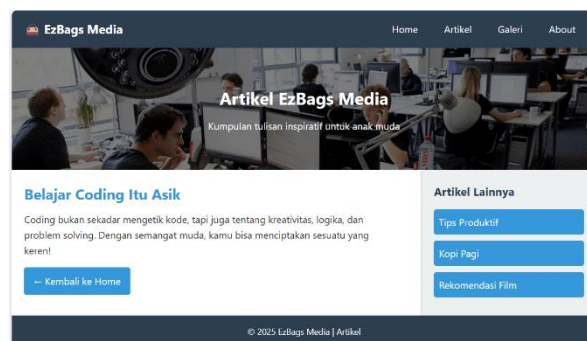 EzBags Media
Home Artikel Galeri About
Artikel EzBags Media
Kumpulan tulisan inspiratif untuk anak muda
Belajar Coding Itu Asik
Coding bukan sekadar mengetik kode, tapi juga tentang kreativitas, logika, dan
problem solving. Dengan semangat muda, kamu bisa menciptakan sesuatu yang
keren!
← Kembali ke Home
Artikel Lainnya
Tips Produktif
Kopi Pagi
Rekomendasi Film
© 2025 EzBags Media | Artikel